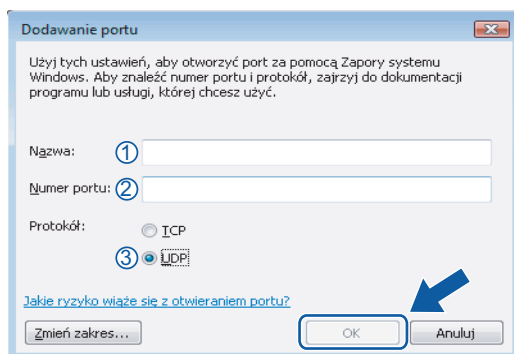 Dodawanie portu
Użyj tych ustawień, aby otworzyć port za pomocą Zapory systemu
Windows. Aby znaleźć numer portu i protokół, zajrzyj do dokumentacji
programu lub usługi, której chcesz użyć.
Nazwa: 1
Numer portu: 2
Protokół: TCP
3 UDP
Jakie ryzyko wiąże się z otwieraniem portu?
Zmień zakres... OK Anuluj